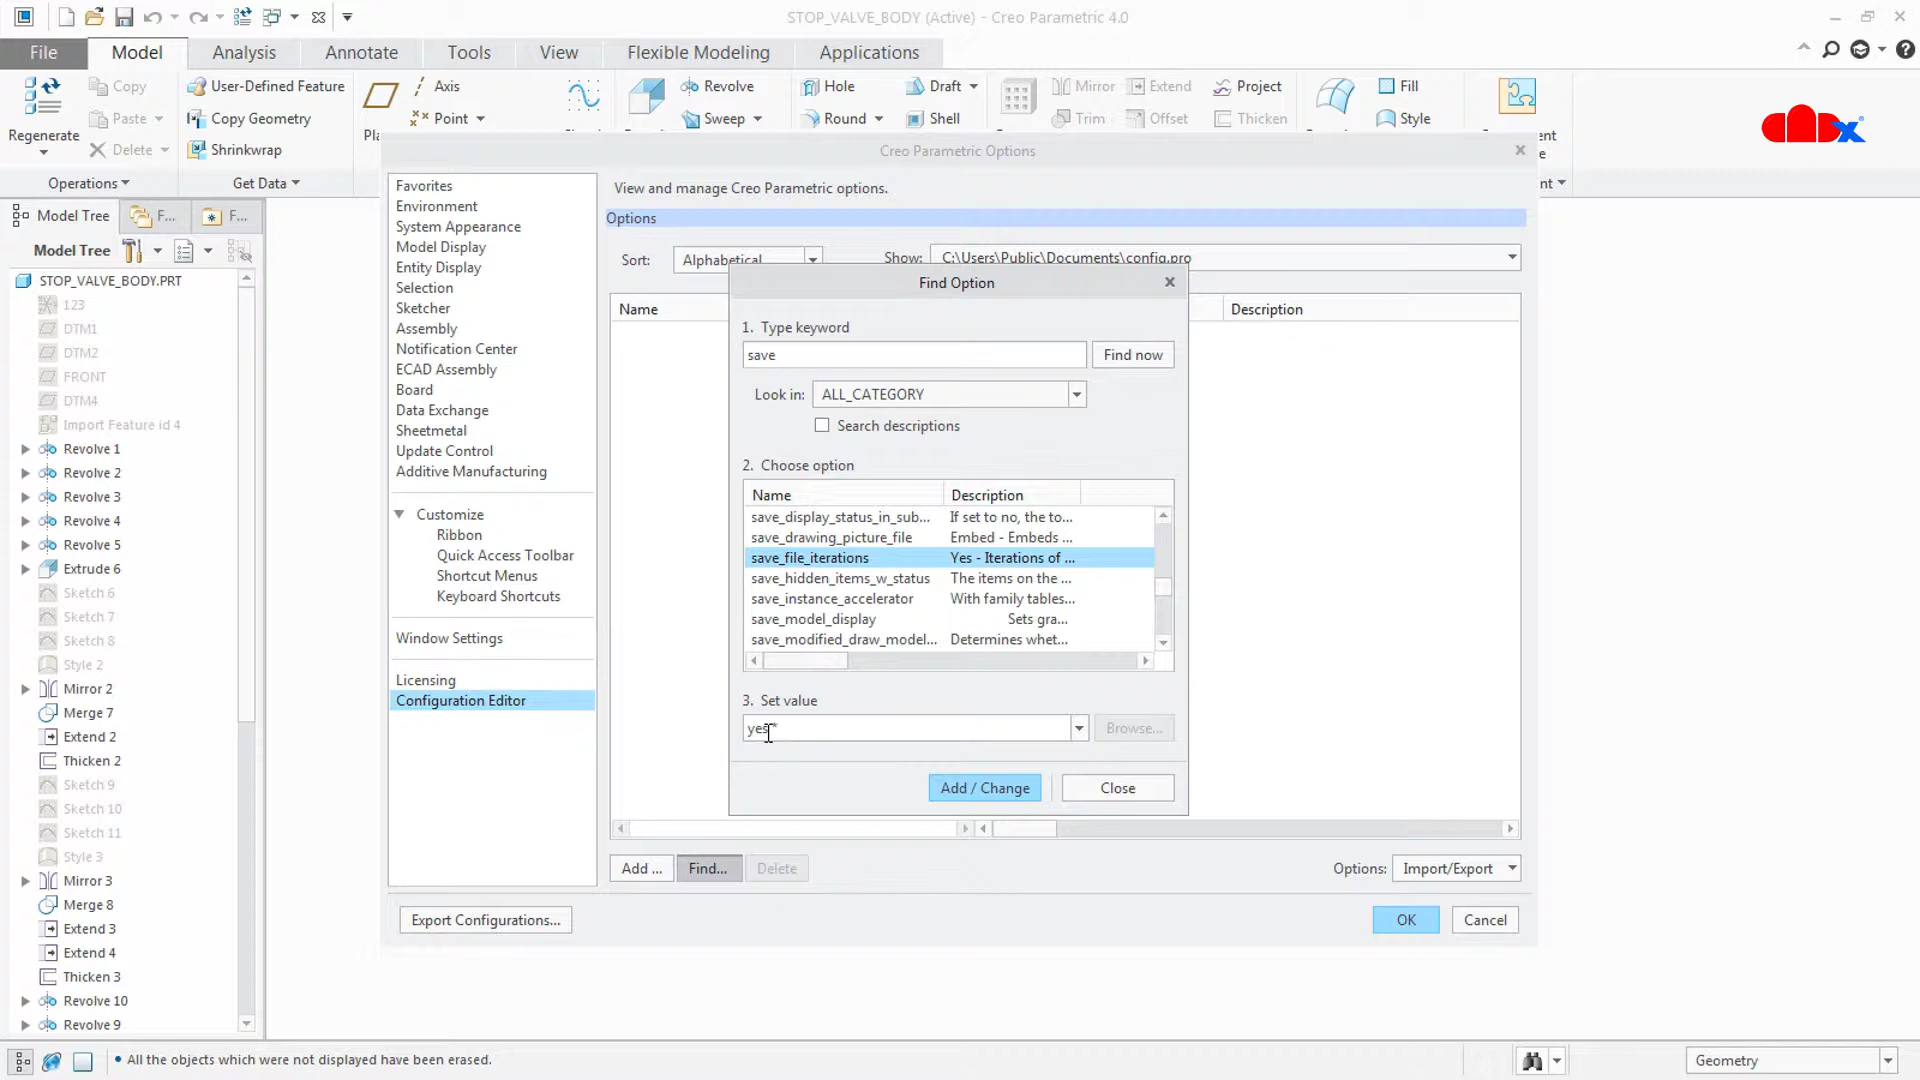 STOP_VALVE_BODY (Active) - Creo Parametric 4.0
File
Model
Analysis
Annotate
Tools
View
Flexible Modeling
Applications
Regenerate
Copy
Paste
Delete
Operations
User-Defined Feature
Copy Geometry
Shrinkwrap
Get Data
Axis
Point
Revolve
Sweep
Hole
Round
Draft
Shell
Mirror
Trim
Extend
Offset
Project
Thicken
Fill
Style
CADx
Model Tree
F...
F...
Model Tree
STOP_VALVE_BODY.PRT
123
DTM1
DTM2
FRONT
DTM4
Import Feature id 4
Revolve 1
Revolve 2
Revolve 3
Revolve 4
Revolve 5
Extrude 6
Sketch 6
Sketch 7
Sketch 8
Style 2
Mirror 2
Merge 7
Extend 2
Thicken 2
Sketch 9
Sketch 10
Sketch 11
Style 3
Mirror 3
Merge 8
Extend 3
Extend 4
Thicken 3
Revolve 10
Revolve 9
Creo Parametric Options
Favorites
Environment
System Appearance
Model Display
Entity Display
Selection
Sketcher
Assembly
Notification Center
ECAD Assembly
Board
Data Exchange
Sheetmetal
Update Control
Additive Manufacturing
Customize
Ribbon
Quick Access Toolbar
Shortcut Menus
Keyboard Shortcuts
Window Settings
Licensing
Configuration Editor
View and manage Creo Parametric options.
Options
Sort: Alphabetical
Show: C:\Users\Public\Documents\config.pro
Name
Description
Find Option
1. Type keyword
save
Find now
Look in: ALL_CATEGORY
Search descriptions
2. Choose option
Name Description
save_display_status_in_sub... If set to no, the to...
save_drawing_picture_file Embed - Embeds ...
save_file_iterations Yes - Iterations of ...
save_hidden_items_w_status The items on the ...
save_instance_accelerator With family tables...
save_model_display Sets gra...
save_modified_draw_model... Determines whet...
3. Set value
yes *
Browse...
Add / Change
Close
Add ...
Find...
Delete
Options: Import/Export
Export Configurations...
OK
Cancel
• All the objects which were not displayed have been erased.
Geometry